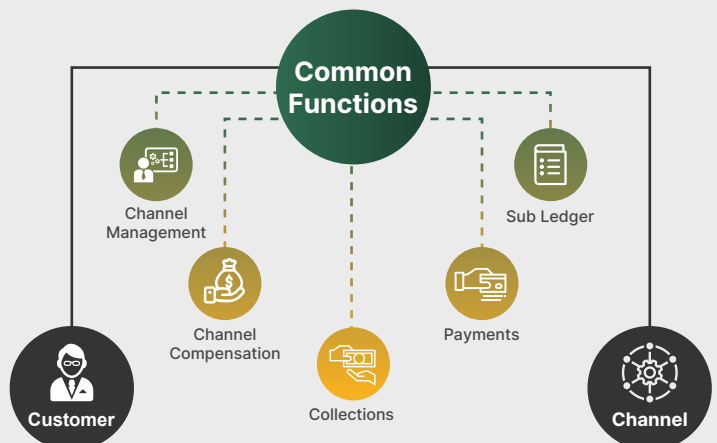 Common
Functions
Channel
Management
Sub Ledger
Channel
Compensation
Payments
Collections
Customer
Channel